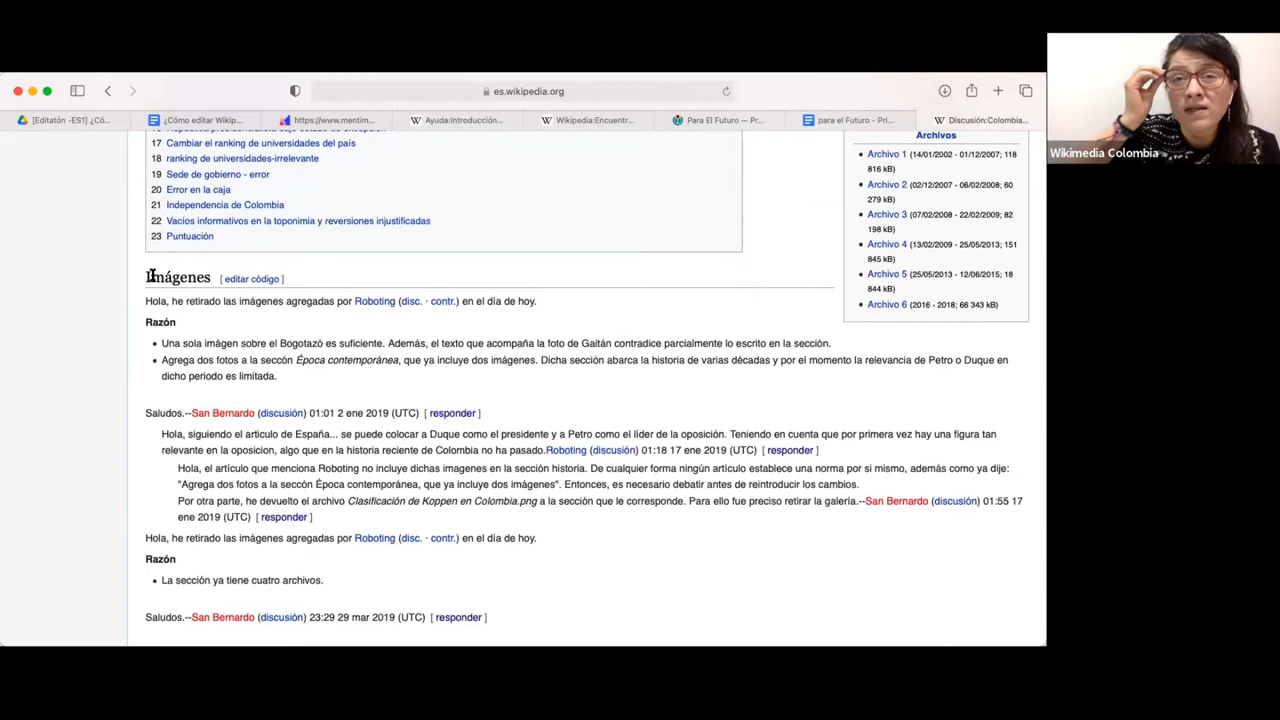 es.wikipedia.org
[Editatón -ES1] ¿Có...
¿Cómo editar Wikip...
https://www.mentim...
Ayuda:Introducción...
Wikipedia:Encuentr...
Para El Futuro — Pr...
para el Futuro - Priv...
Discusión:Colombia...
Wikimedia Colombia
17 Cambiar el ranking de universidades del país
18 ranking de universidades-irrelevante
19 Sede de gobierno - error
20 Error en la caja
21 Independencia de Colombia
22 Vacíos informativos en la toponimia y reversiones injustificadas
23 Puntuación
Archivos
Archivo 1 (14/01/2002 - 01/12/2007; 118
816 kB)
Archivo 2 (02/12/2007 - 06/02/2008; 60
279 kB)
Archivo 3 (07/02/2008 - 22/02/2009; 82
198 kB)
Archivo 4 (13/02/2009 - 25/05/2013; 151
845 kB)
Archivo 5 (25/05/2013 - 12/06/2015; 18
844 kB)
Archivo 6 (2016 - 2018; 66 343 kB)
Imágenes [ editar código ]
Hola, he retirado las imágenes agregadas por Roboting (disc. · contr.) en el día de hoy.
Razón
• Una sola imágen sobre el Bogotazó es suficiente. Además, el texto que acompaña la foto de Gaitán contradice parcialmente lo escrito en la sección.
• Agrega dos fotos a la seccón Época contemporánea, que ya incluye dos imágenes. Dicha sección abarca la historia de varias décadas y por el momento la relevancia de Petro o Duque en
dicho periodo es limitada.
Saludos.--San Bernardo (discusión) 01:01 2 ene 2019 (UTC) [ responder ]
Hola, siguiendo el articulo de España... se puede colocar a Duque como el presidente y a Petro como el líder de la oposición. Teniendo en cuenta que por primera vez hay una figura tan
relevante en la oposicion, algo que en la historia reciente de Colombia no ha pasado.Roboting (discusión) 01:18 17 ene 2019 (UTC) [ responder ]
Hola, el artículo que menciona Roboting no incluye dichas imagenes en la sección historia. De cualquier forma ningún artículo establece una norma por si mismo, además como ya dije:
"Agrega dos fotos a la seccón Época contemporánea, que ya incluye dos imágenes". Entonces, es necesario debatir antes de reintroducir los cambios.
Por otra parte, he devuelto el archivo Clasificación de Koppen en Colombia.png a la sección que le corresponde. Para ello fue preciso retirar la galería.--San Bernardo (discusión) 01:55 17
ene 2019 (UTC) [ responder ]
Hola, he retirado las imágenes agregadas por Roboting (disc. · contr.) en el día de hoy.
Razón
• La sección ya tiene cuatro archivos.
Saludos.--San Bernardo (discusión) 23:29 29 mar 2019 (UTC) [ responder ]